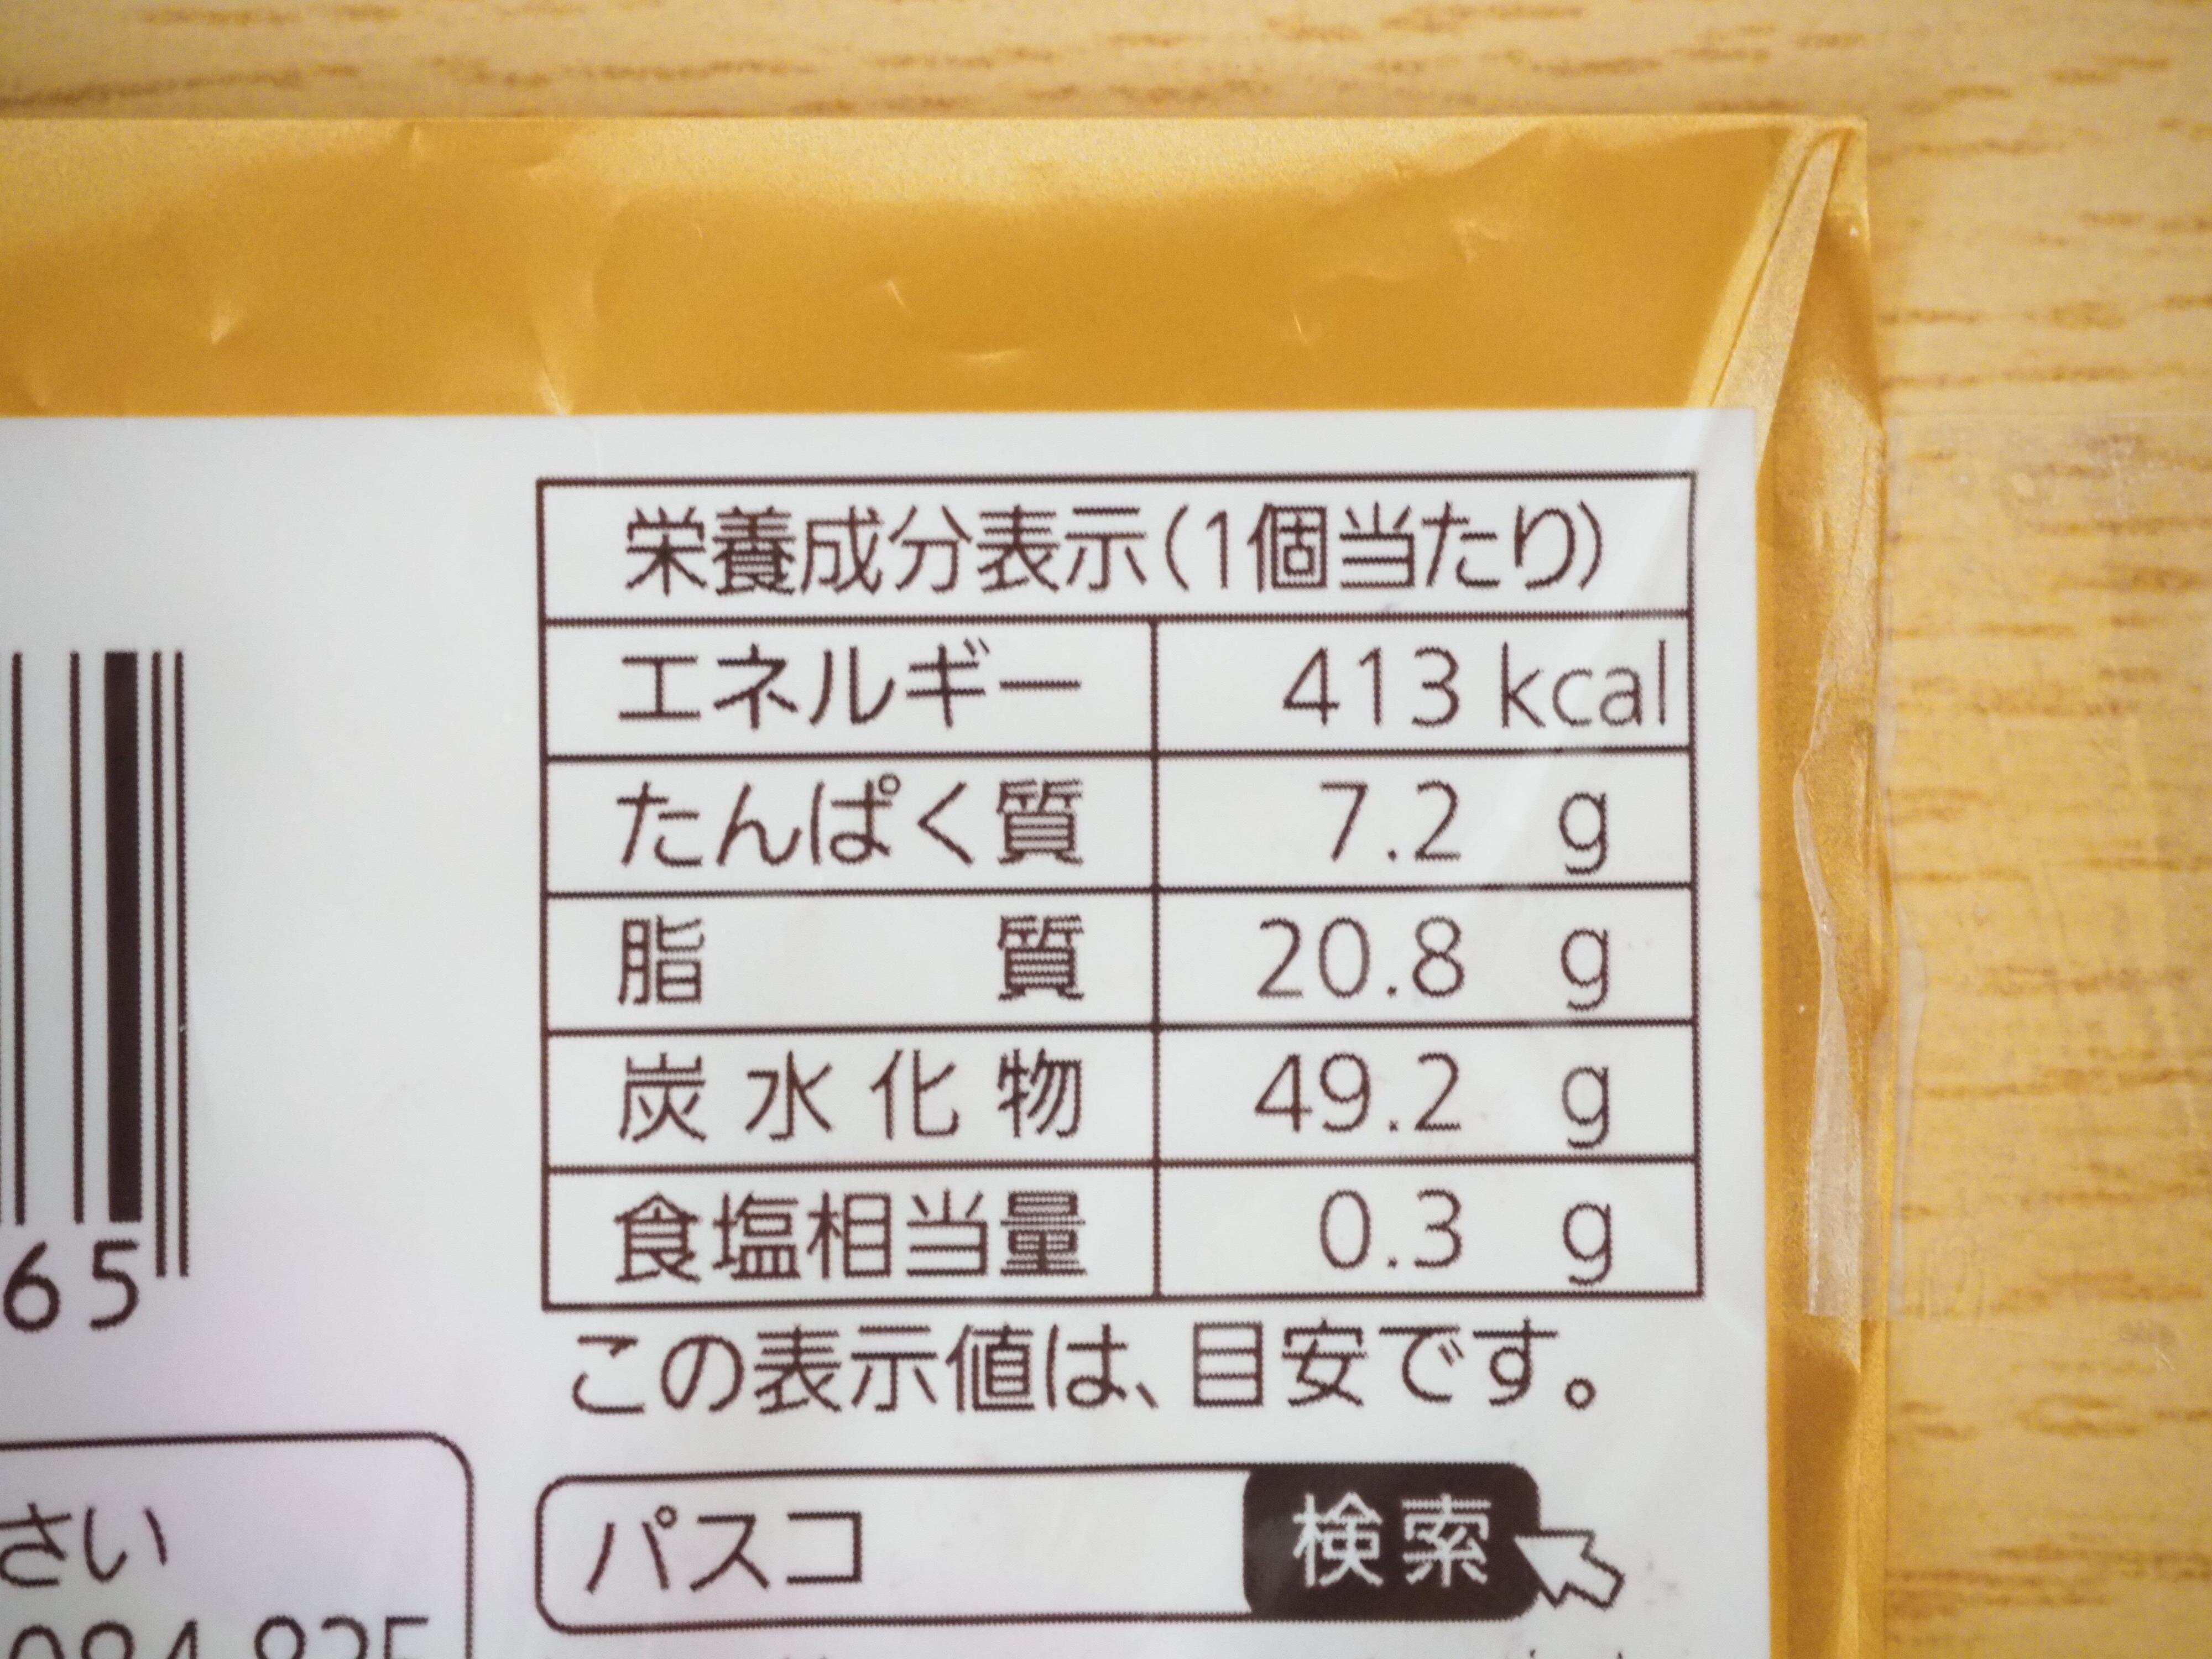 栄養成分表示(1個当たり)
エネルギー 413 kcal
たんぱく質 7.2 g
脂質 20.8 g
炭水化物 49.2 g
食塩相当量 0.3 g
この表示値は、目安です。
パスコ 検索
65
さい